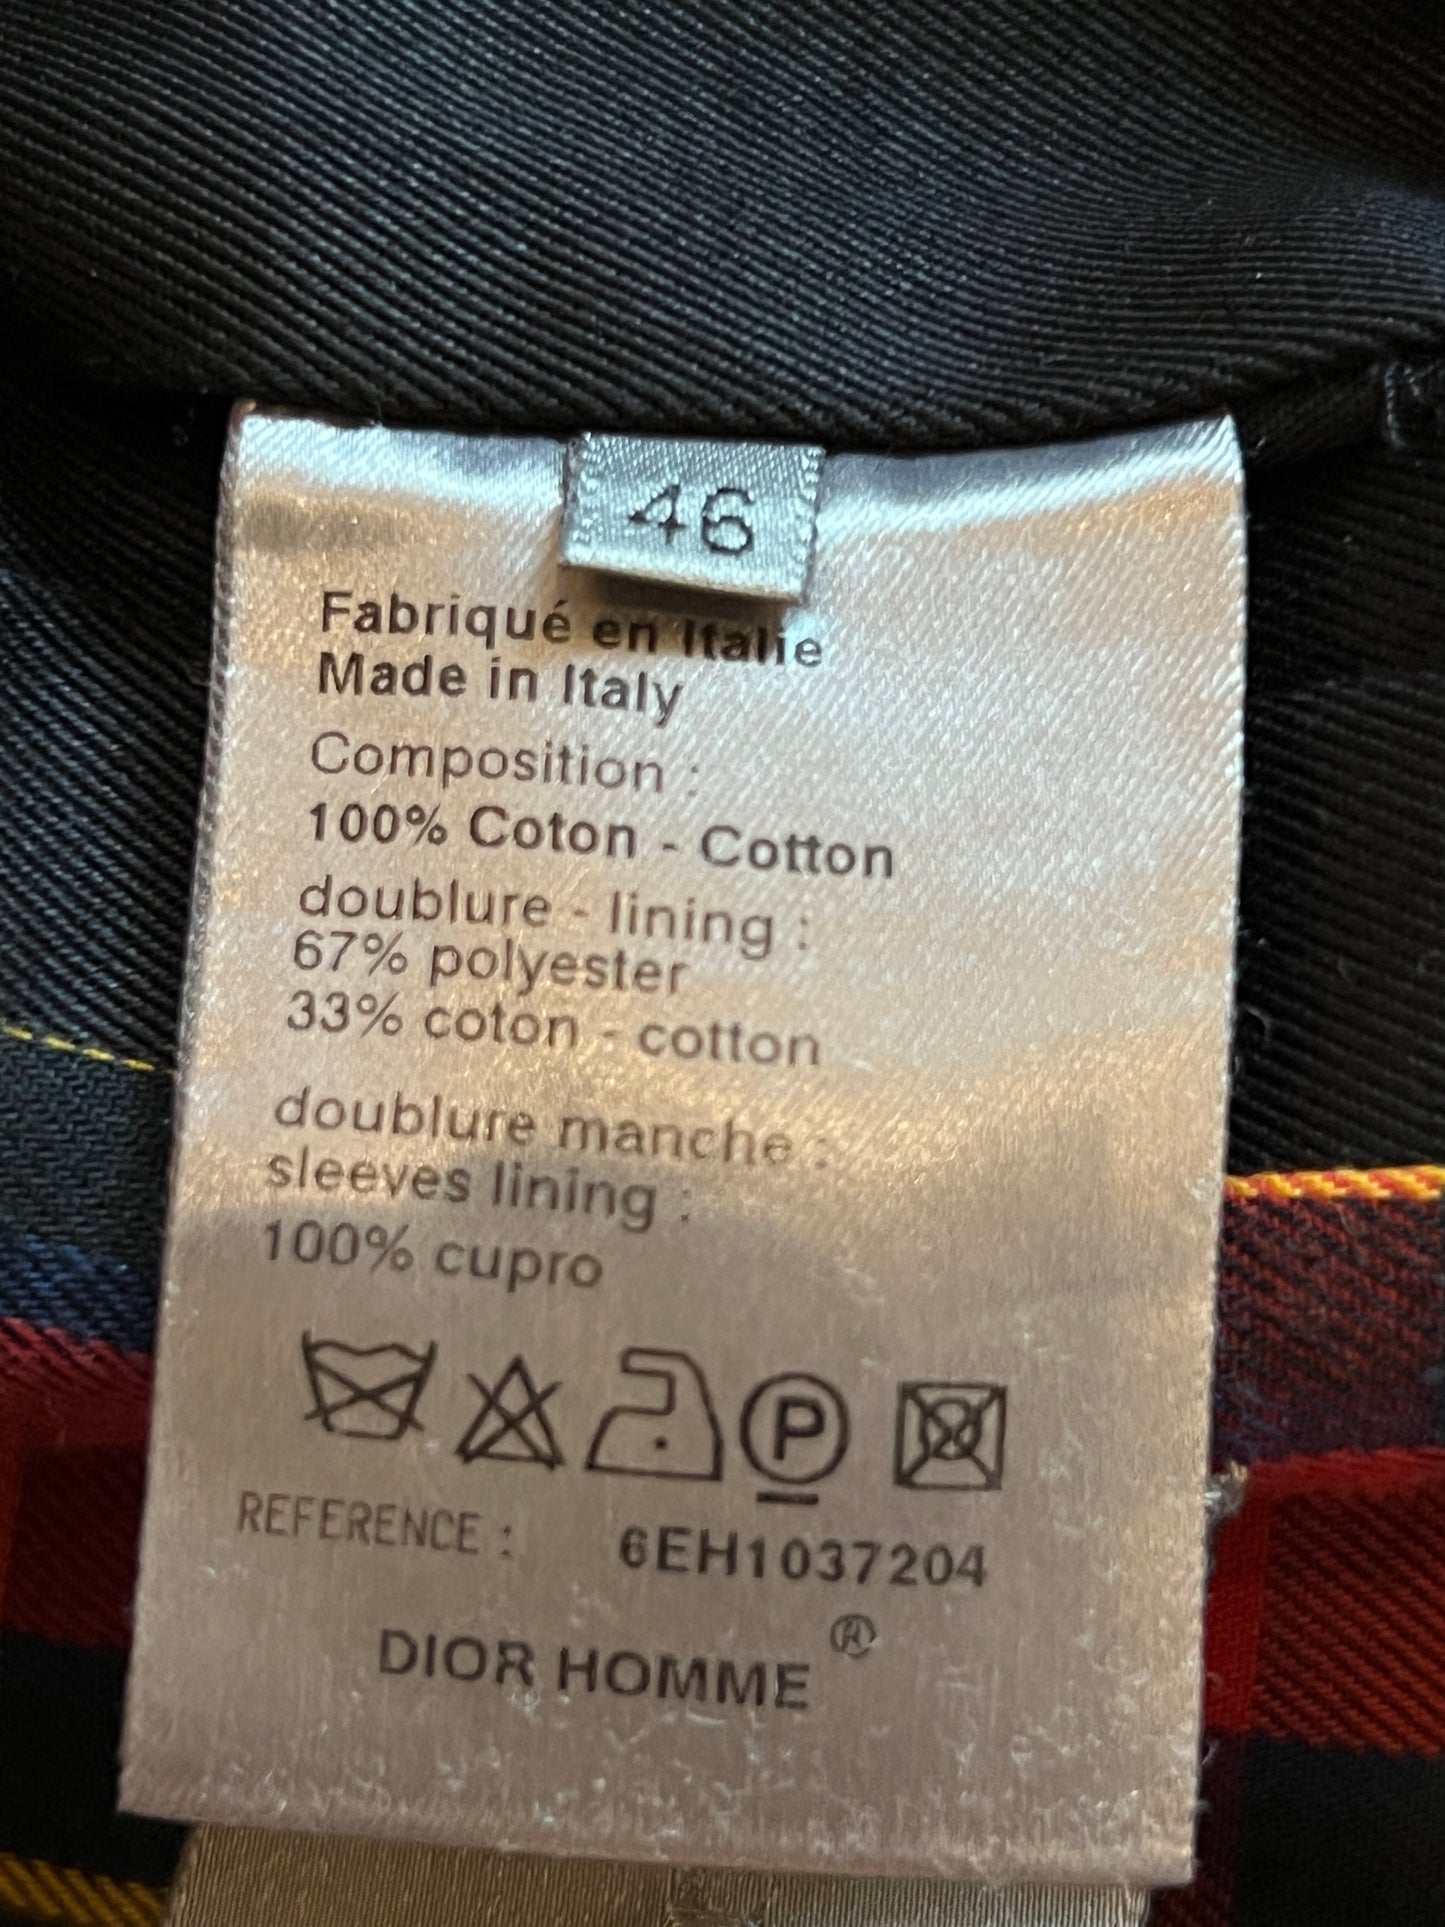 46
Fabriqué en Italie
Made in Italy
Composition :
100% Coton - Cotton
doublure - lining :
67% polyester
33% coton - cotton
doublure manche :
sleeves lining :
100% cupro
P
REFERENCE : 6EH1037204
DIOR HOMME ®